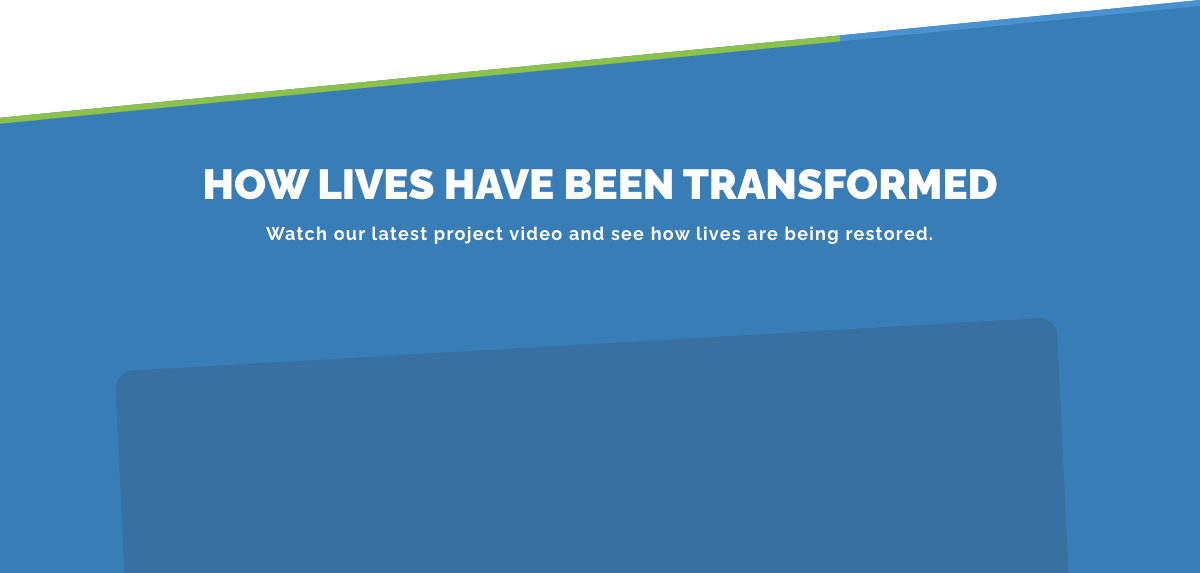 HOW LIVES HAVE BEEN TRANSFORMED
Watch our latest project video and see how lives are being restored.